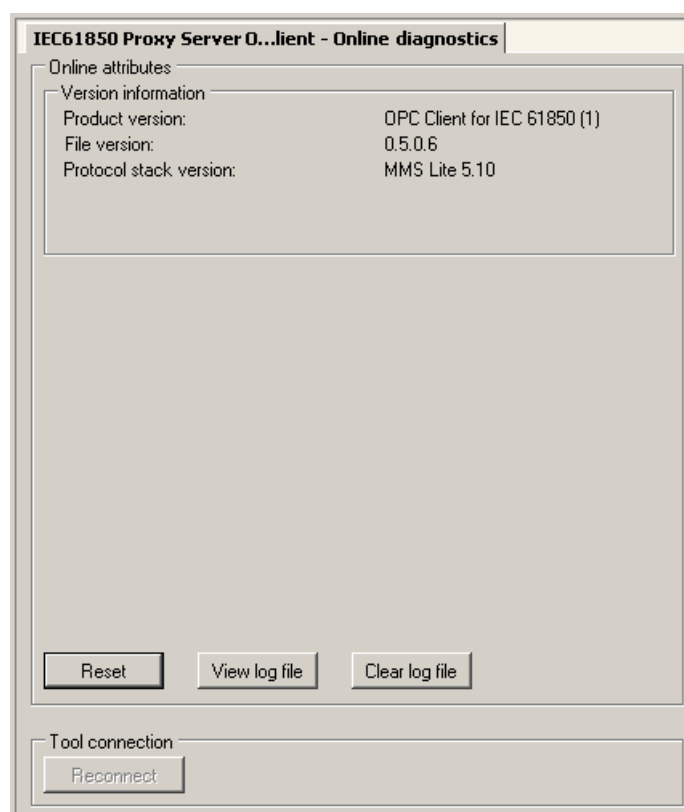 IEC61850 Proxy Server O...lient - Online diagnostics
Online attributes
Version information
Product version: OPC Client for IEC 61850 (1)
File version: 0.5.0.6
Protocol stack version: MMS Lite 5.10
Reset View log file Clear log file
Tool connection
Reconnect